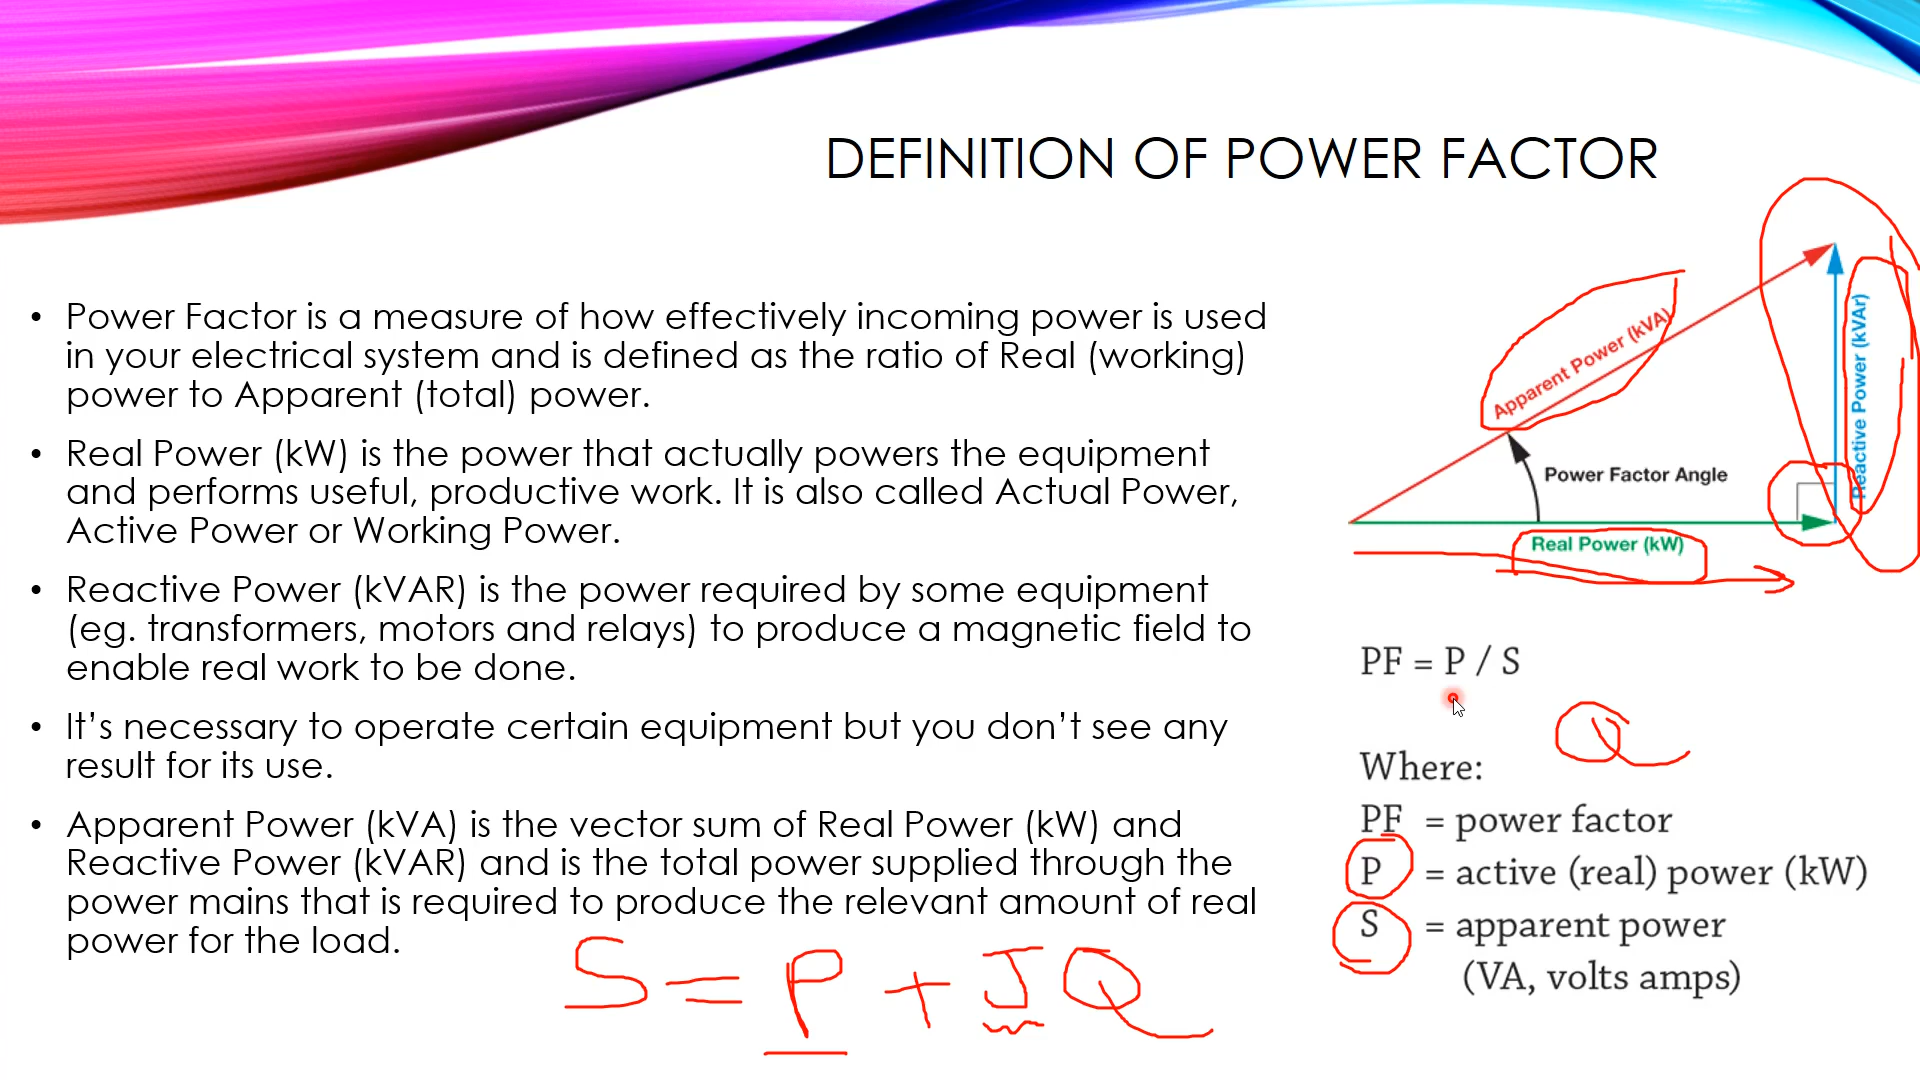 DEFINITION OF POWER FACTOR
• Power Factor is a measure of how effectively incoming power is used
in your electrical system and is defined as the ratio of Real (working)
power to Apparent (total) power.
• Real Power (kW) is the power that actually powers the equipment
and performs useful, productive work. It is also called Actual Power,
Active Power or Working Power.
• Reactive Power (kVAR) is the power required by some equipment
(eg. transformers, motors and relays) to produce a magnetic field to
enable real work to be done.
• It’s necessary to operate certain equipment but you don’t see any
result for its use.
• Apparent Power (kVA) is the vector sum of Real Power (kW) and
Reactive Power (kVAR) and is the total power supplied through the
power mains that is required to produce the relevant amount of real
power for the load.
S = P + J Q
Apparent Power (kVA)
Reactive Power (kVAr)
Power Factor Angle
Real Power (kW)
PF = P / S
Q
Where:
PF = power factor
P = active (real) power (kW)
S = apparent power
(VA, volts amps)